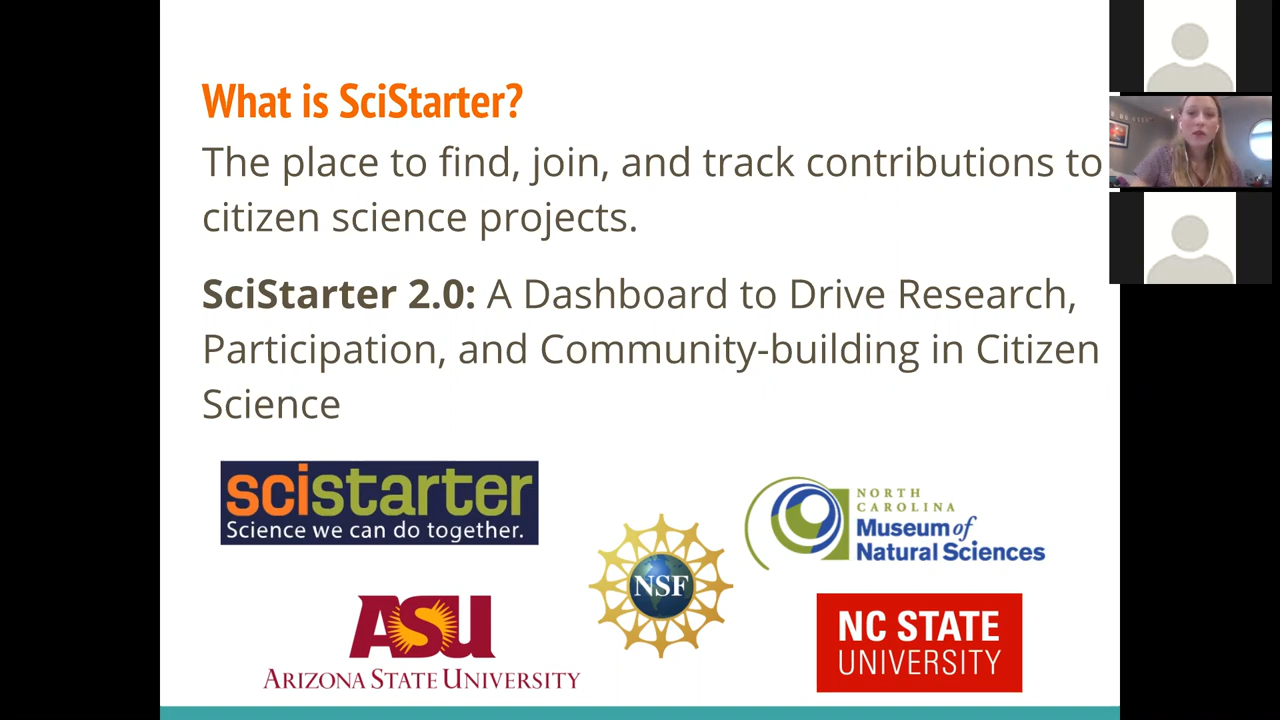 What is SciStarter?
The place to find, join, and track contributions to
citizen science projects.
SciStarter 2.0: A Dashboard to Drive Research,
Participation, and Community-building in Citizen
Science
scistarter
Science we can do together.
NORTH
CAROLINA
Museum of
Natural Sciences
NSF
ASU
ARIZONA STATE UNIVERSITY
NC STATE
UNIVERSITY